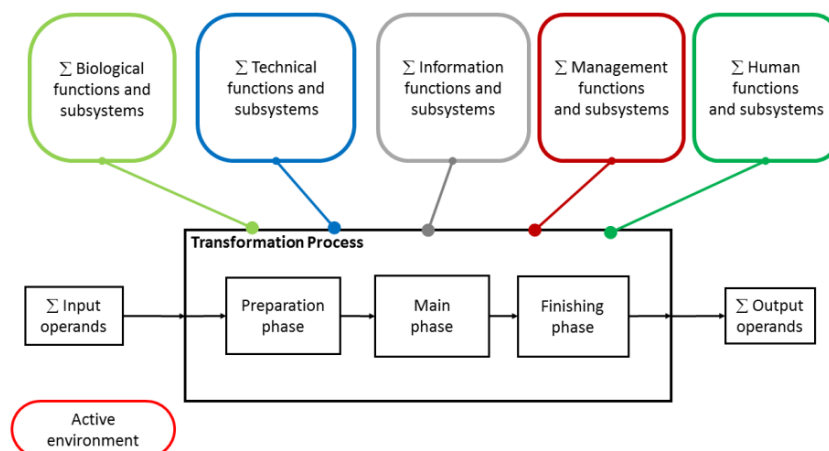 ∑ Biological
functions and
subsystems
∑ Technical
functions and
subsystems
∑ Information
functions and
subsystems
∑ Management
functions
and subsystems
∑ Human
functions
and subsystems
Transformation Process
∑ Input
operands
Preparation
phase
Main
phase
Finishing
phase
∑ Output
operands
Active
environment